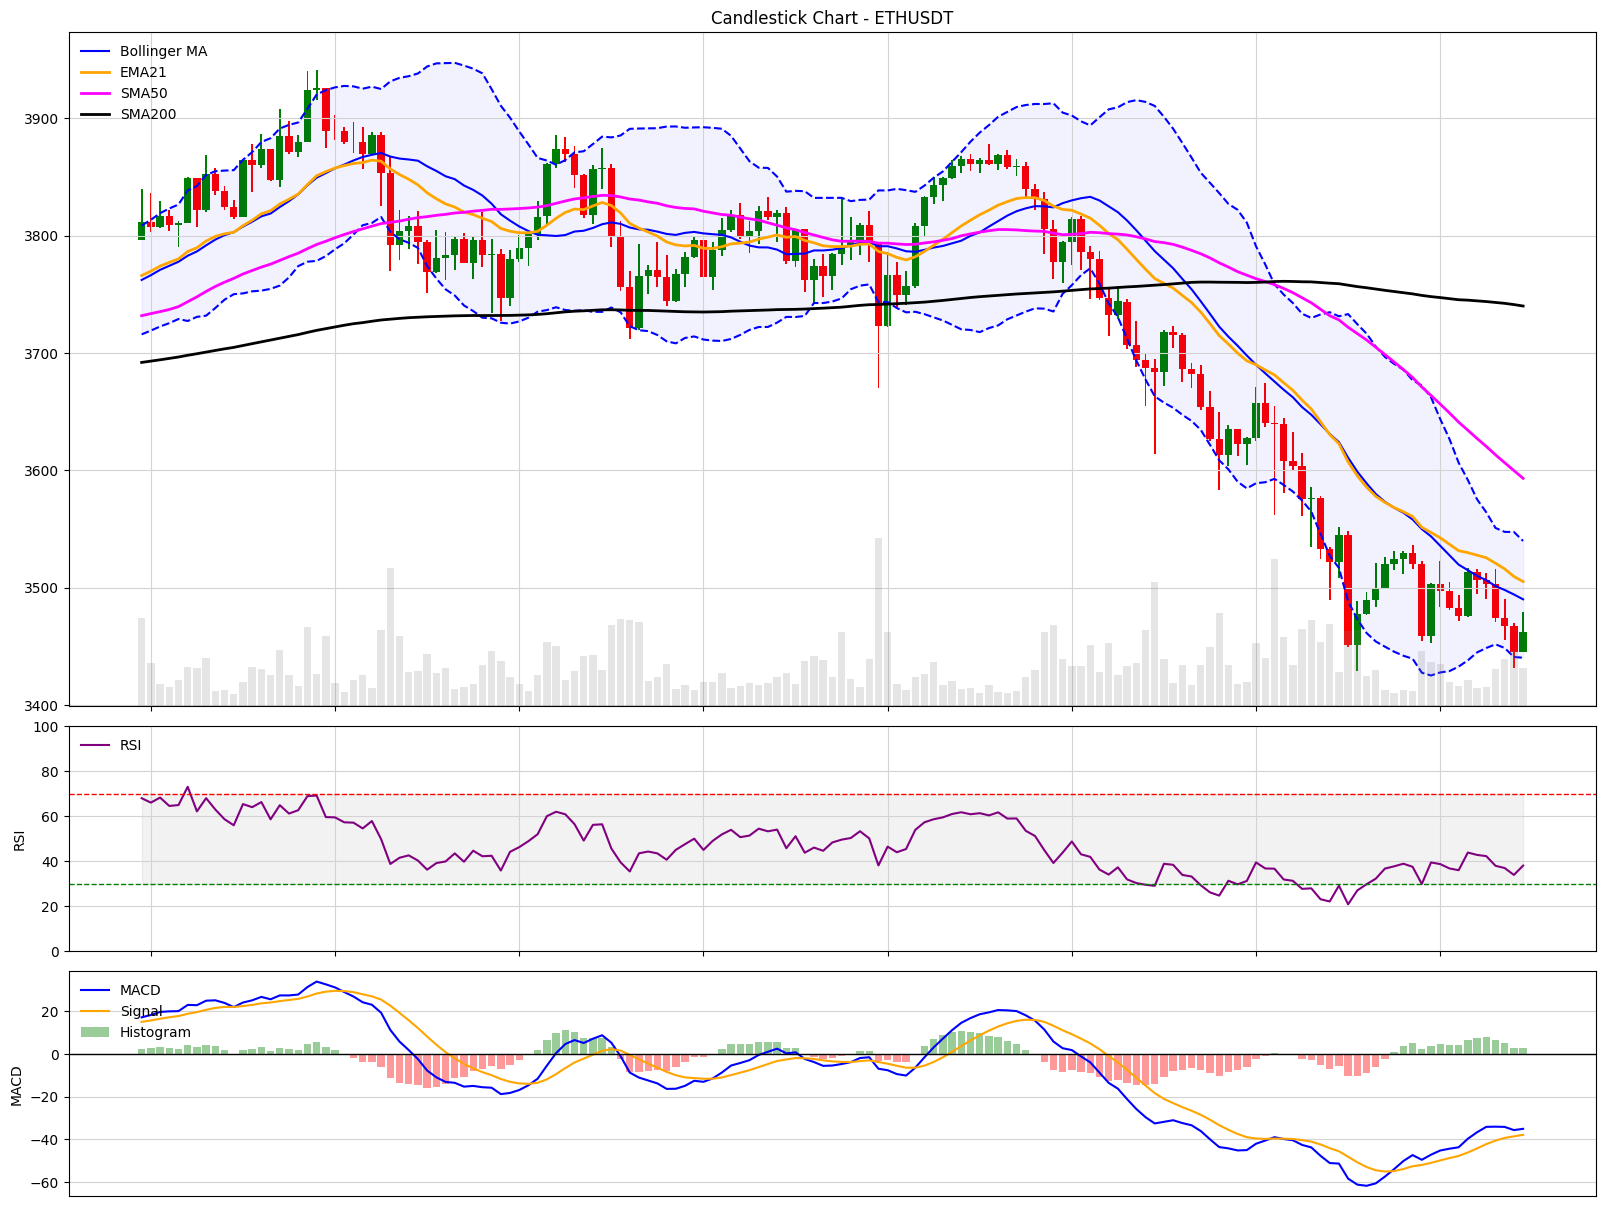 Candlestick Chart - ETHUSDT
Bollinger MA
EMA21
SMA50
SMA200
3900
3800
3700
3600
3500
3400
100
80
60
40
20
0
RSI
RSI
20
0
−20
−40
−60
MACD
MACD
Signal
Histogram